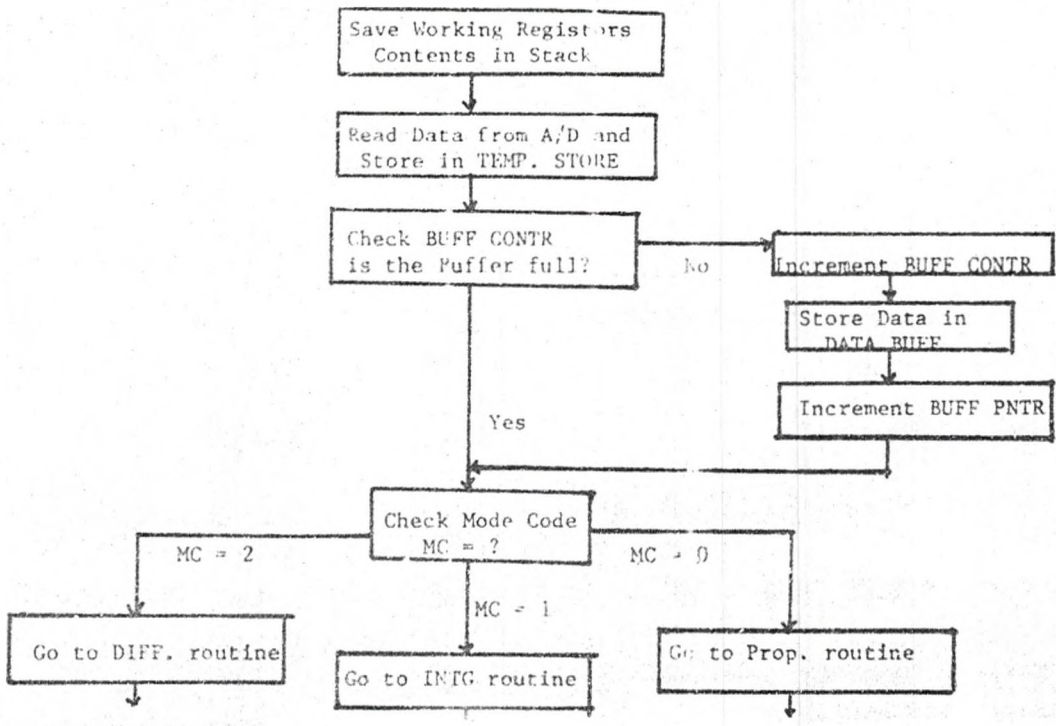 Save Working Registors
Contents in Stack
Read Data from A/D and
Store in TEMP. STORE
Check BUFF CONTR
is the Buffer full?
No
Increment BUFF CONTR
Store Data in
DATA BUFF
Increment BUFF PNTR
Yes
Check Mode Code
MC = ?
MC = 2
MC = 0
MC = 1
Go to DIFF. routine
Go to INTG routine
Go to Prop. routine